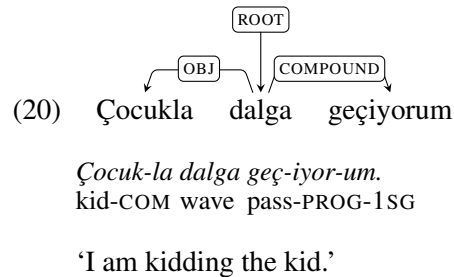 ROOT
OBJ COMPOUND
(20) Çocukla dalga geçiyorum
Çocuk-la dalga geç-iyor-um.
kid-COM wave pass-PROG-1SG
‘I am kidding the kid.’